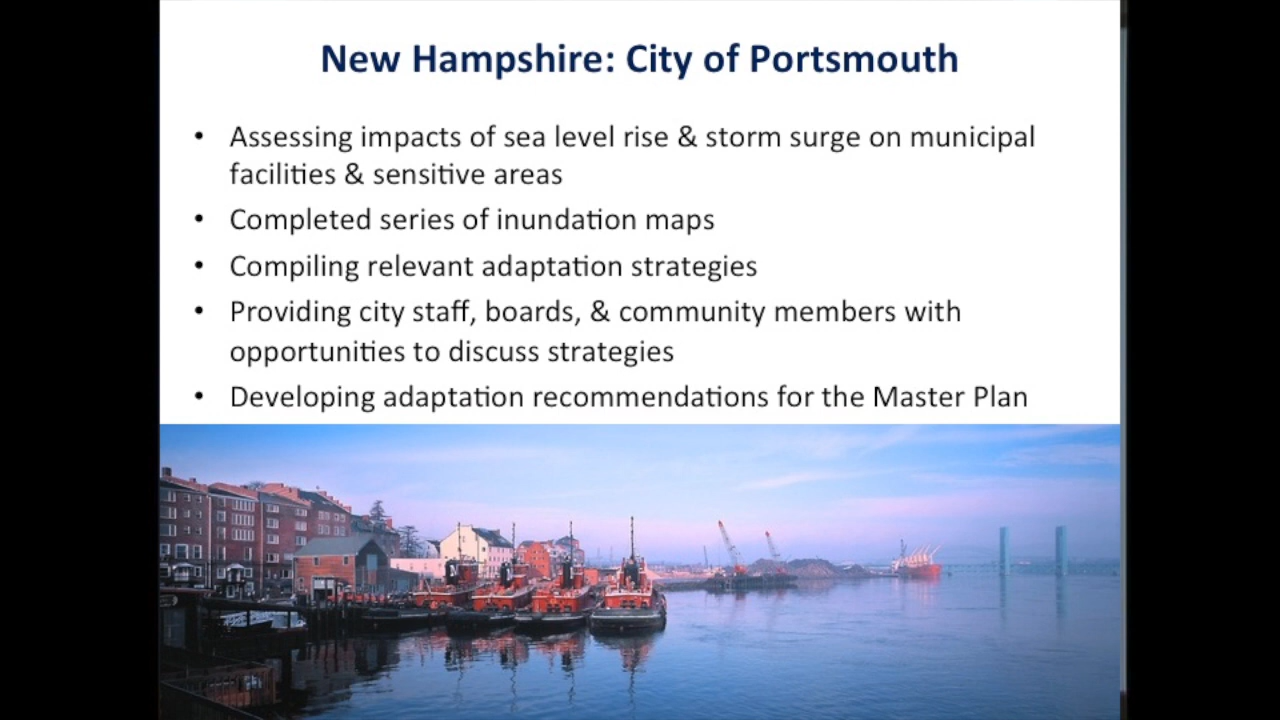 New Hampshire: City of Portsmouth
• Assessing impacts of sea level rise & storm surge on municipal
facilities & sensitive areas
• Completed series of inundation maps
• Compiling relevant adaptation strategies
• Providing city staff, boards, & community members with
opportunities to discuss strategies
• Developing adaptation recommendations for the Master Plan